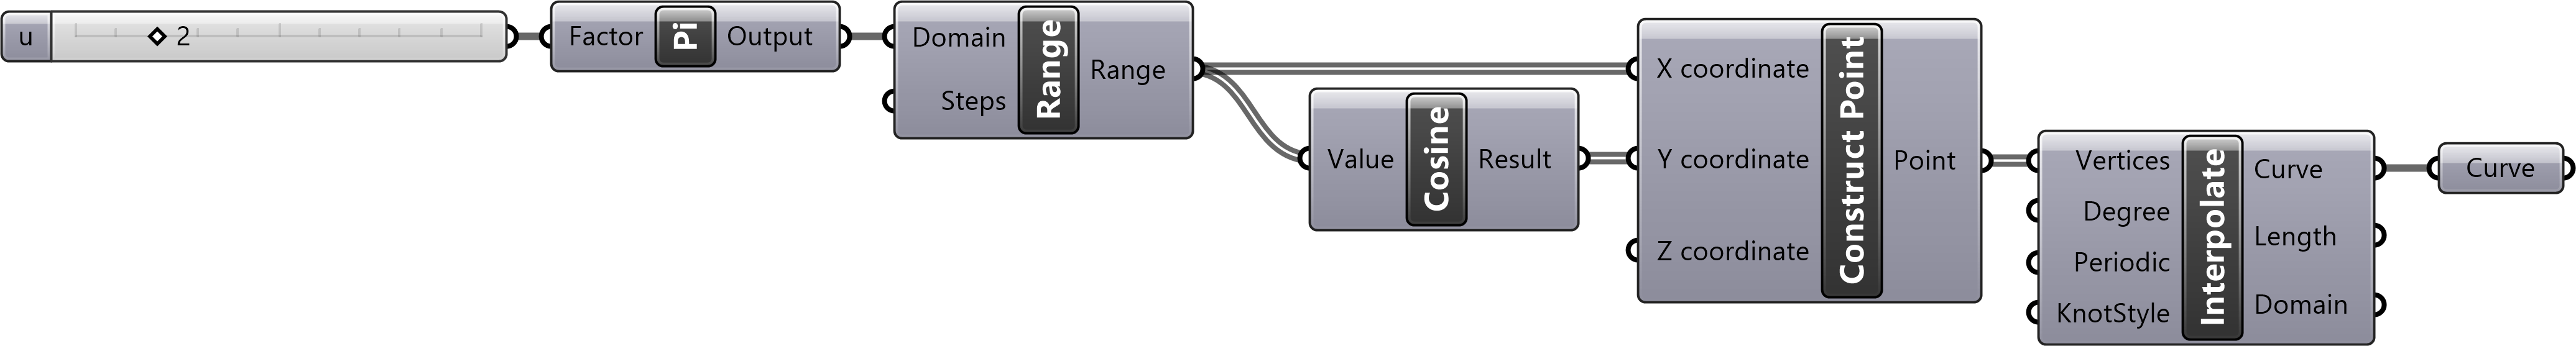 u 2
Factor Pi Output
Domain
Steps
Range
Range
Value Cosine Result
X coordinate
Y coordinate
Z coordinate
Construct Point
Point
Vertices
Degree
Periodic
KnotStyle
Interpolate
Curve
Length
Domain
Curve